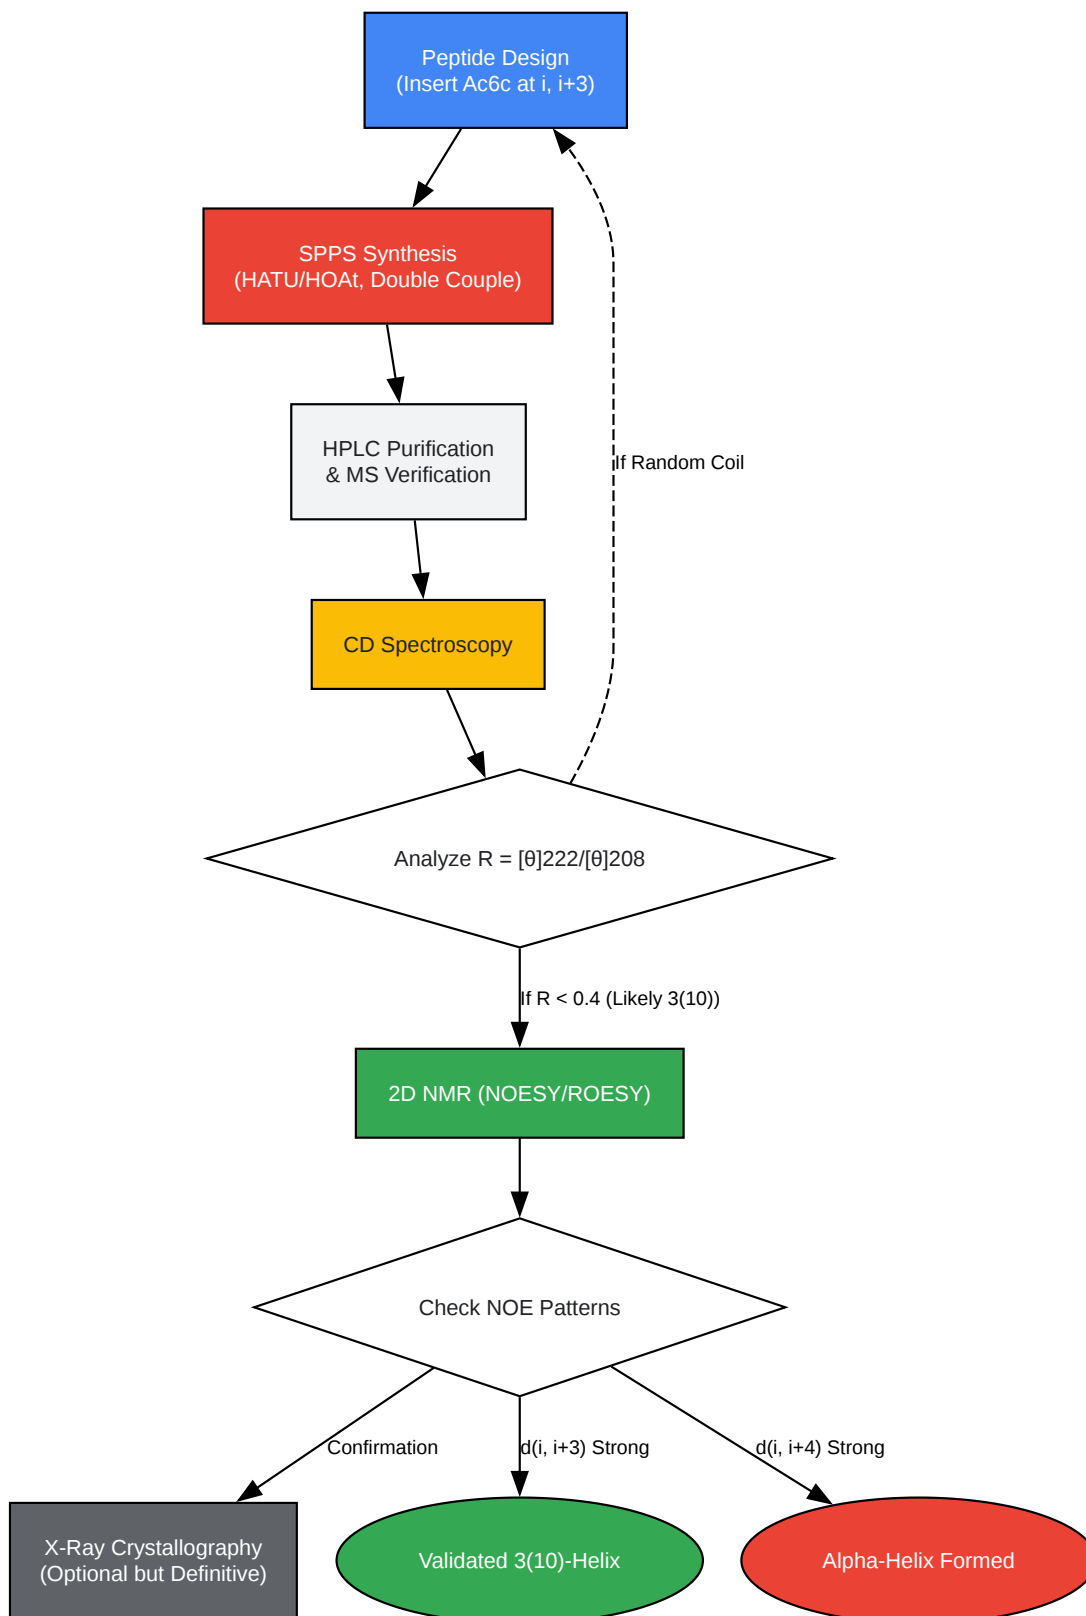 Peptide Design
(Insert Ac6c at i, i+3)
SPPS Synthesis
(HATU/HOAt, Double Couple)
HPLC Purification
& MS Verification
If Random Coil
CD Spectroscopy
Analyze R = [θ]222/[θ]208
If R < 0.4 (Likely 3(10))
2D NMR (NOESY/ROESY)
Check NOE Patterns
Confirmation
d(i, i+3) Strong
d(i, i+4) Strong
X-Ray Crystallography
(Optional but Definitive)
Validated 3(10)-Helix
Alpha-Helix Formed